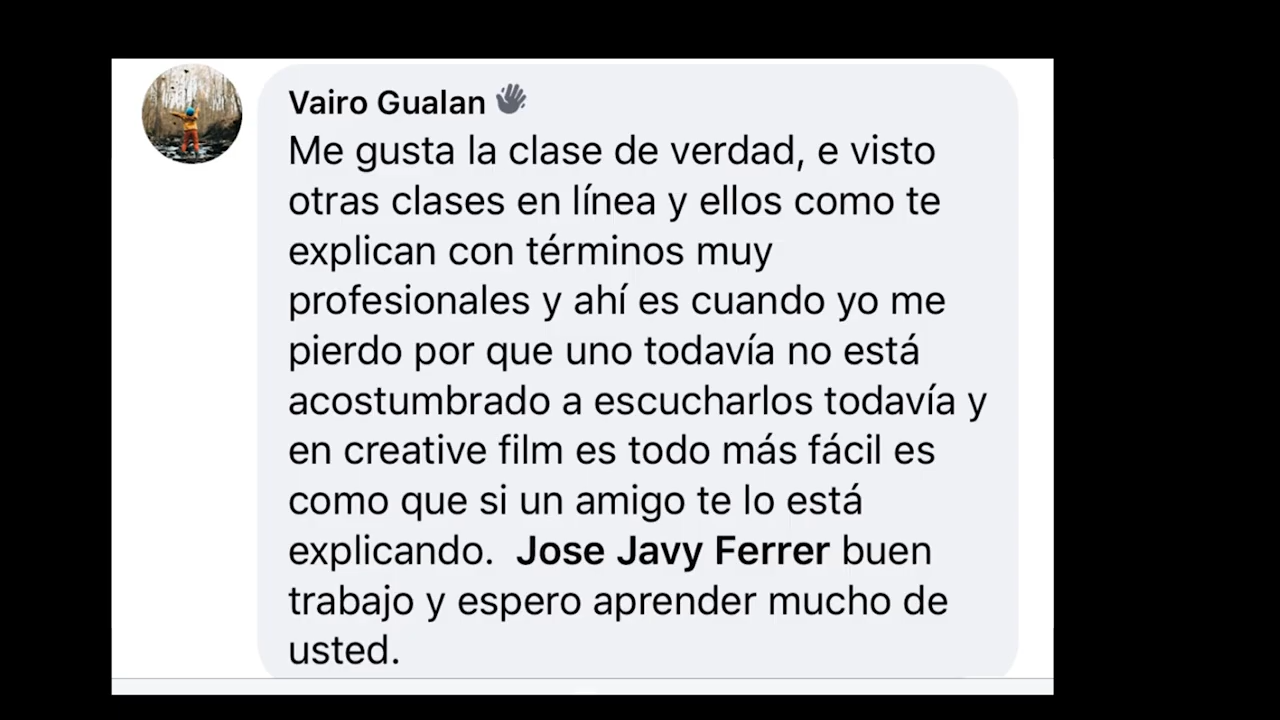 Vairo Gualan 👋
Me gusta la clase de verdad, e visto
otras clases en línea y ellos como te
explican con términos muy
profesionales y ahí es cuando yo me
pierdo por que uno todavía no está
acostumbrado a escucharlos todavía y
en creative film es todo más fácil es
como que si un amigo te lo está
explicando.  Jose Javy Ferrer buen
trabajo y espero aprender mucho de
usted.